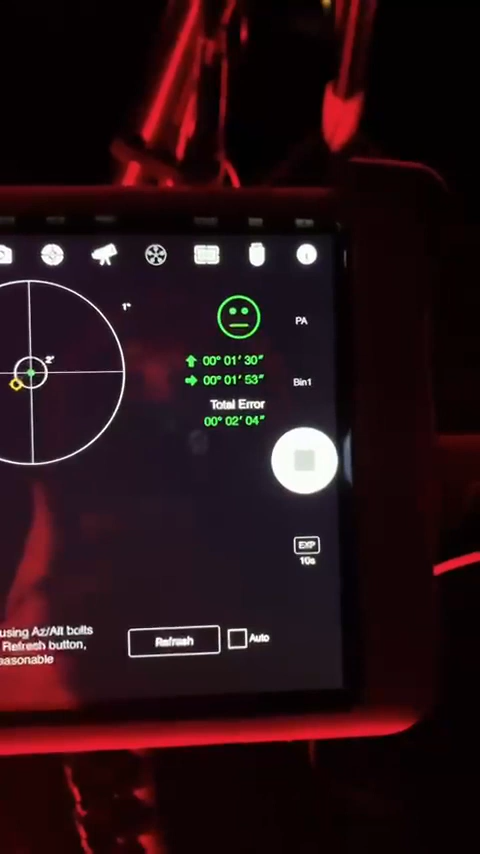 1°
2'
PA
00° 01' 30"
00° 01' 53"
Bin1
Total Error
00° 02' 04"
EXP
10s
using Az/Alt bolts
Refresh button,
easonable
Refresh
Auto